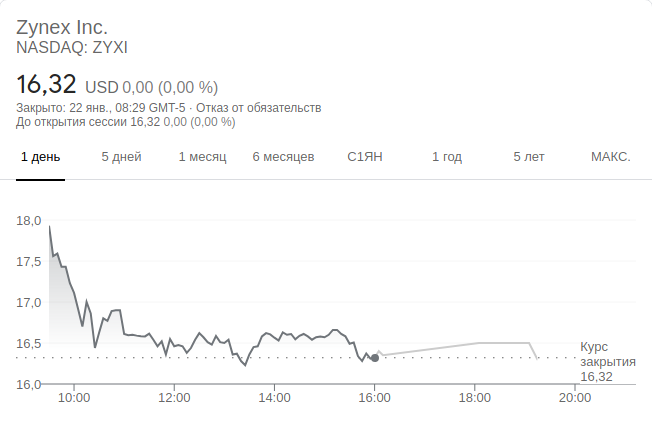 Zynex Inc.
NASDAQ: ZYXI
16,32 USD 0,00 (0,00 %)
Закрыто: 22 янв., 08:29 GMT-5 · Отказ от обязательств
До открытия сессии 16,32 0,00 (0,00 %)
1 день 5 дней 1 месяц 6 месяцев С1ЯН 1 год 5 лет МАКС.
18,0
17,5
17,0
16,5
16,0
Курс
закрытия
16,32
10:00 12:00 14:00 16:00 18:00 20:00